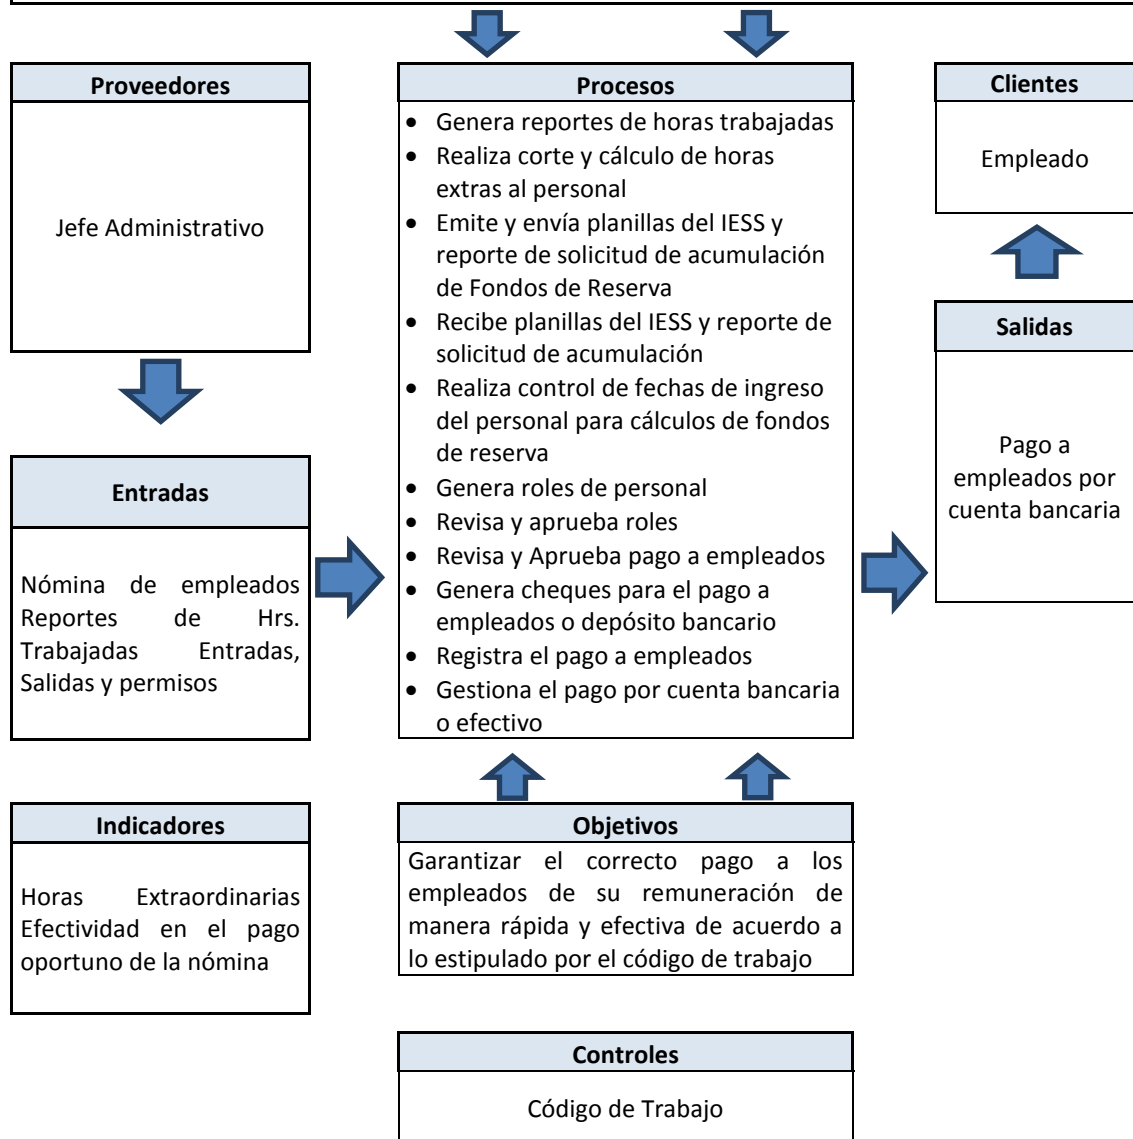 Proveedores
Jefe Administrativo
Entradas
Nómina de empleados
Reportes de Hrs.
Trabajadas Entradas,
Salidas y permisos
Indicadores
Horas Extraordinarias
Efectividad en el pago
oportuno de la nómina
Procesos
• Genera reportes de horas trabajadas
• Realiza corte y cálculo de horas
extras al personal
• Emite y envía planillas del IESS y
reporte de solicitud de acumulación
de Fondos de Reserva
• Recibe planillas del IESS y reporte de
solicitud de acumulación
• Realiza control de fechas de ingreso
del personal para cálculos de fondos
de reserva
• Genera roles de personal
• Revisa y aprueba roles
• Revisa y Aprueba pago a empleados
• Genera cheques para el pago a
empleados o depósito bancario
• Registra el pago a empleados
• Gestiona el pago por cuenta bancaria
o efectivo
Objetivos
Garantizar el correcto pago a los
empleados de su remuneración de
manera rápida y efectiva de acuerdo a
lo estipulado por el código de trabajo
Controles
Código de Trabajo
Clientes
Empleado
Salidas
Pago a
empleados por
cuenta bancaria